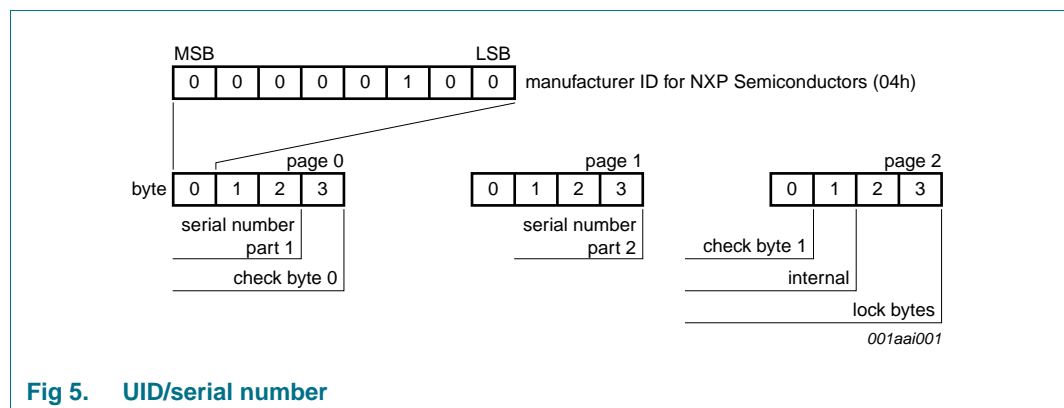 MSB LSB
0 0 0 0 0 1 0 0 manufacturer ID for NXP Semiconductors (04h)
page 0 page 1 page 2
byte 0 1 2 3 0 1 2 3 0 1 2 3
serial number
part 1
check byte 0
serial number
part 2
check byte 1
internal
lock bytes
001aai001
Fig 5. UID/serial number